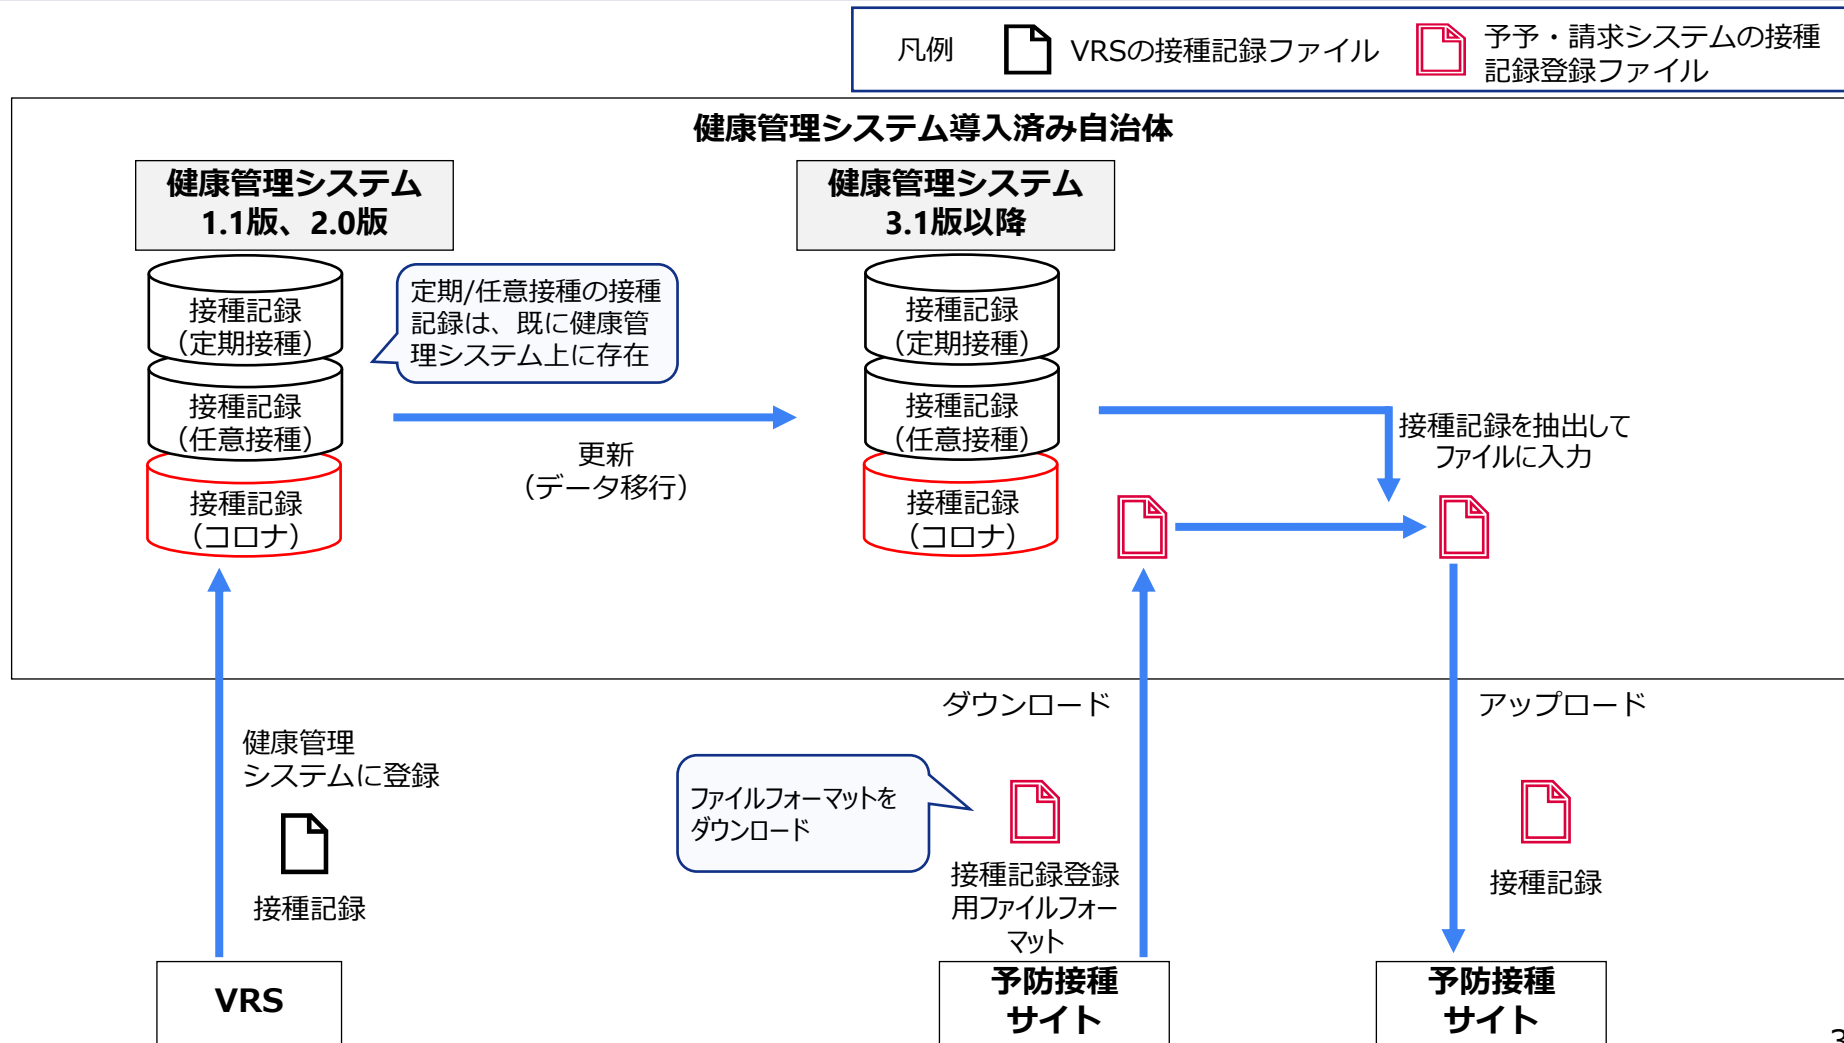 凡例
VRSの接種記録ファイル
予予・請求システムの接種
記録登録ファイル
健康管理システム導入済み自治体
健康管理システム
1.1版、2.0版
健康管理システム
3.1版以降
接種記録
（定期接種）
接種記録
（任意接種）
接種記録
（コロナ）
定期/任意接種の接種
記録は、既に健康管
理システム上に存在
更新
（データ移行）
接種記録
（定期接種）
接種記録
（任意接種）
接種記録
（コロナ）
接種記録を抽出して
ファイルに入力
健康管理
システムに登録
接種記録
ダウンロード
ファイルフォーマットを
ダウンロード
接種記録登録
用ファイルフォー
マット
アップロード
接種記録
VRS
予防接種
サイト
予防接種
サイト